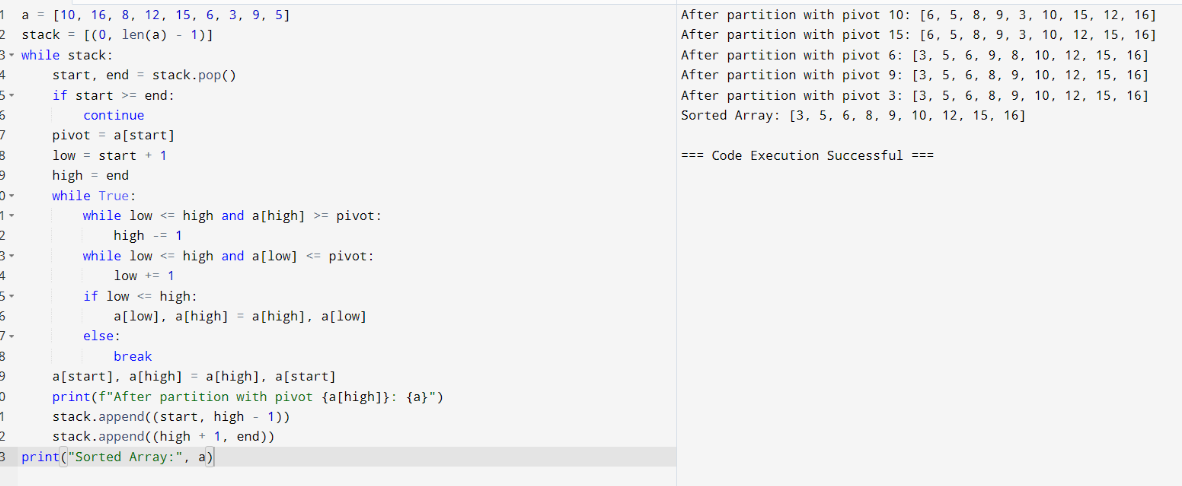 1 a = [10, 16, 8, 12, 15, 6, 3, 9, 5]
2 stack = [(0, len(a) - 1)]
3 while stack:
4     start, end = stack.pop()
5     if start >= end:
6         continue
7     pivot = a[start]
8     low = start + 1
9     high = end
0     while True:
1         while low <= high and a[high] >= pivot:
2             high -= 1
3         while low <= high and a[low] <= pivot:
4             low += 1
5         if low <= high:
6             a[low], a[high] = a[high], a[low]
7         else:
8             break
9     a[start], a[high] = a[high], a[start]
0     print(f"After partition with pivot {a[high]}: {a}")
1     stack.append((start, high - 1))
2     stack.append((high + 1, end))
3 print("Sorted Array:", a)
After partition with pivot 10: [6, 5, 8, 9, 3, 10, 15, 12, 16]
After partition with pivot 15: [6, 5, 8, 9, 3, 10, 12, 15, 16]
After partition with pivot 6: [3, 5, 6, 9, 8, 10, 12, 15, 16]
After partition with pivot 9: [3, 5, 6, 8, 9, 10, 12, 15, 16]
After partition with pivot 3: [3, 5, 6, 8, 9, 10, 12, 15, 16]
Sorted Array: [3, 5, 6, 8, 9, 10, 12, 15, 16]
=== Code Execution Successful ===